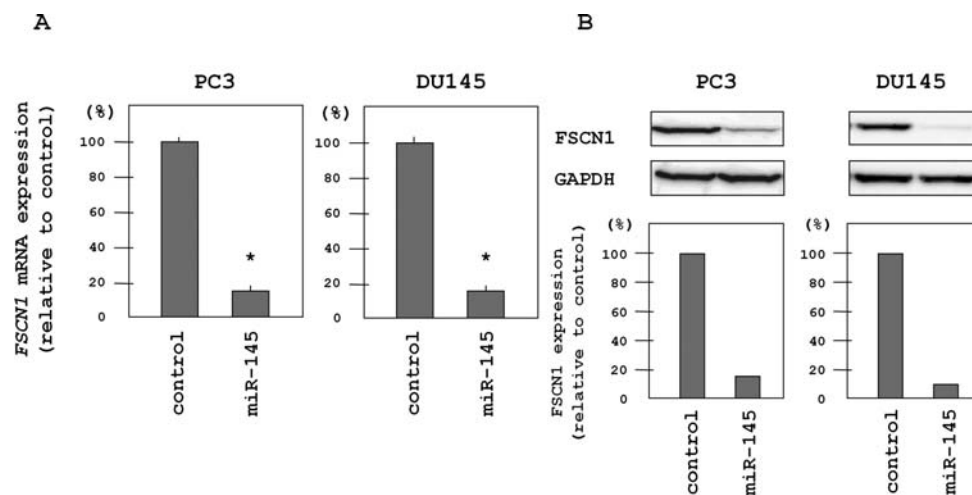 A
PC3
DU145
FSCN1 mRNA expression
(relative to control)
(%)
100
80
60
40
20
0
*
control
miR-145
(%)
100
80
60
40
20
0
*
control
miR-145
B
PC3
DU145
FSCN1
GAPDH
FSCN1 expression
(relative to control)
(%)
100
80
60
40
20
0
control
miR-145
(%)
100
80
60
40
20
0
control
miR-145